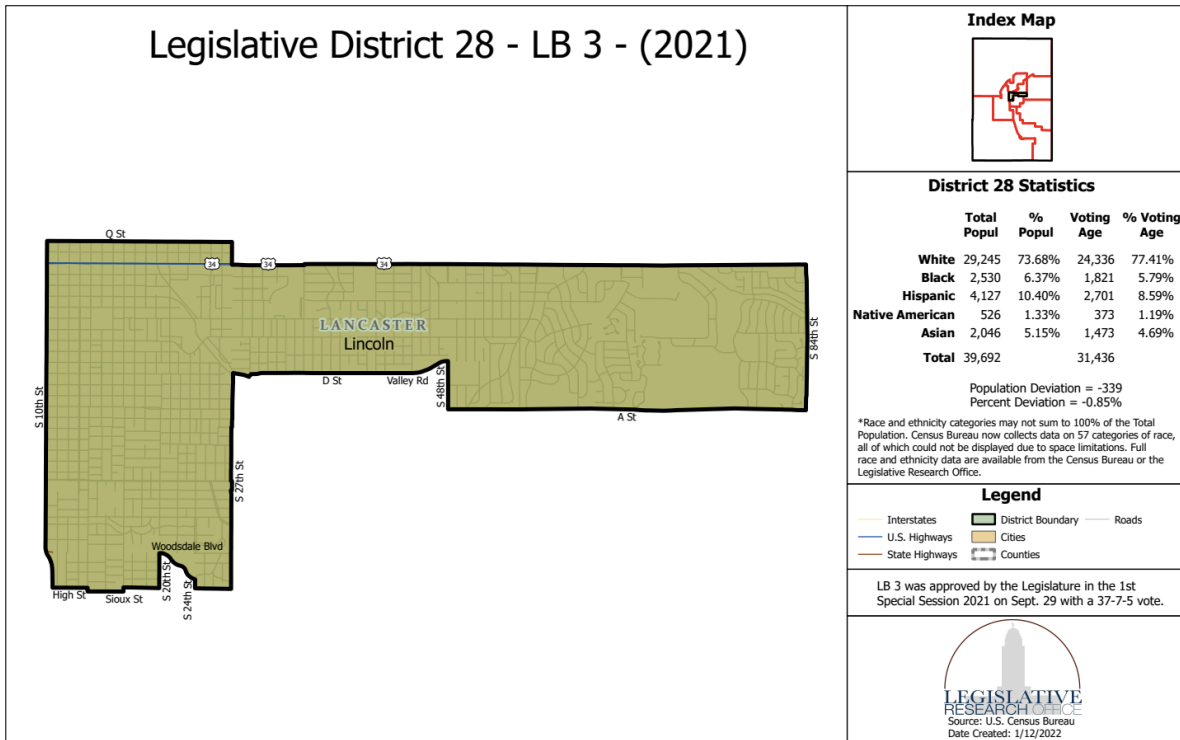 Legislative District 28 - LB 3 - (2021)
Q St
34
34
34
LANCASTER
Lincoln
S 84th St
D St
Valley Rd
S 48th St
A St
S 10th St
S 27th St
Woodsdale Blvd
S 20th St
S 24th St
High St
Sioux St
Index Map
District 28 Statistics
Total % Voting % Voting
Popul Popul Age Age
White 29,245 73.68% 24,336 77.41%
Black 2,530 6.37% 1,821 5.79%
Hispanic 4,127 10.40% 2,701 8.59%
Native American 526 1.33% 373 1.19%
Asian 2,046 5.15% 1,473 4.69%
Total 39,692 31,436
Population Deviation = -339
Percent Deviation = -0.85%
*Race and ethnicity categories may not sum to 100% of the Total
Population. Census Bureau now collects data on 57 categories of race,
all of which could not be displayed due to space limitations. Full
race and ethnicity data are available from the Census Bureau or the
Legislative Research Office.
Legend
Interstates District Boundary Roads
U.S. Highways Cities
State Highways Counties
LB 3 was approved by the Legislature in the 1st
Special Session 2021 on Sept. 29 with a 37-7-5 vote.
LEGISLATIVE
RESEARCH OFFICE
Source: U.S. Census Bureau
Date Created: 1/12/2022